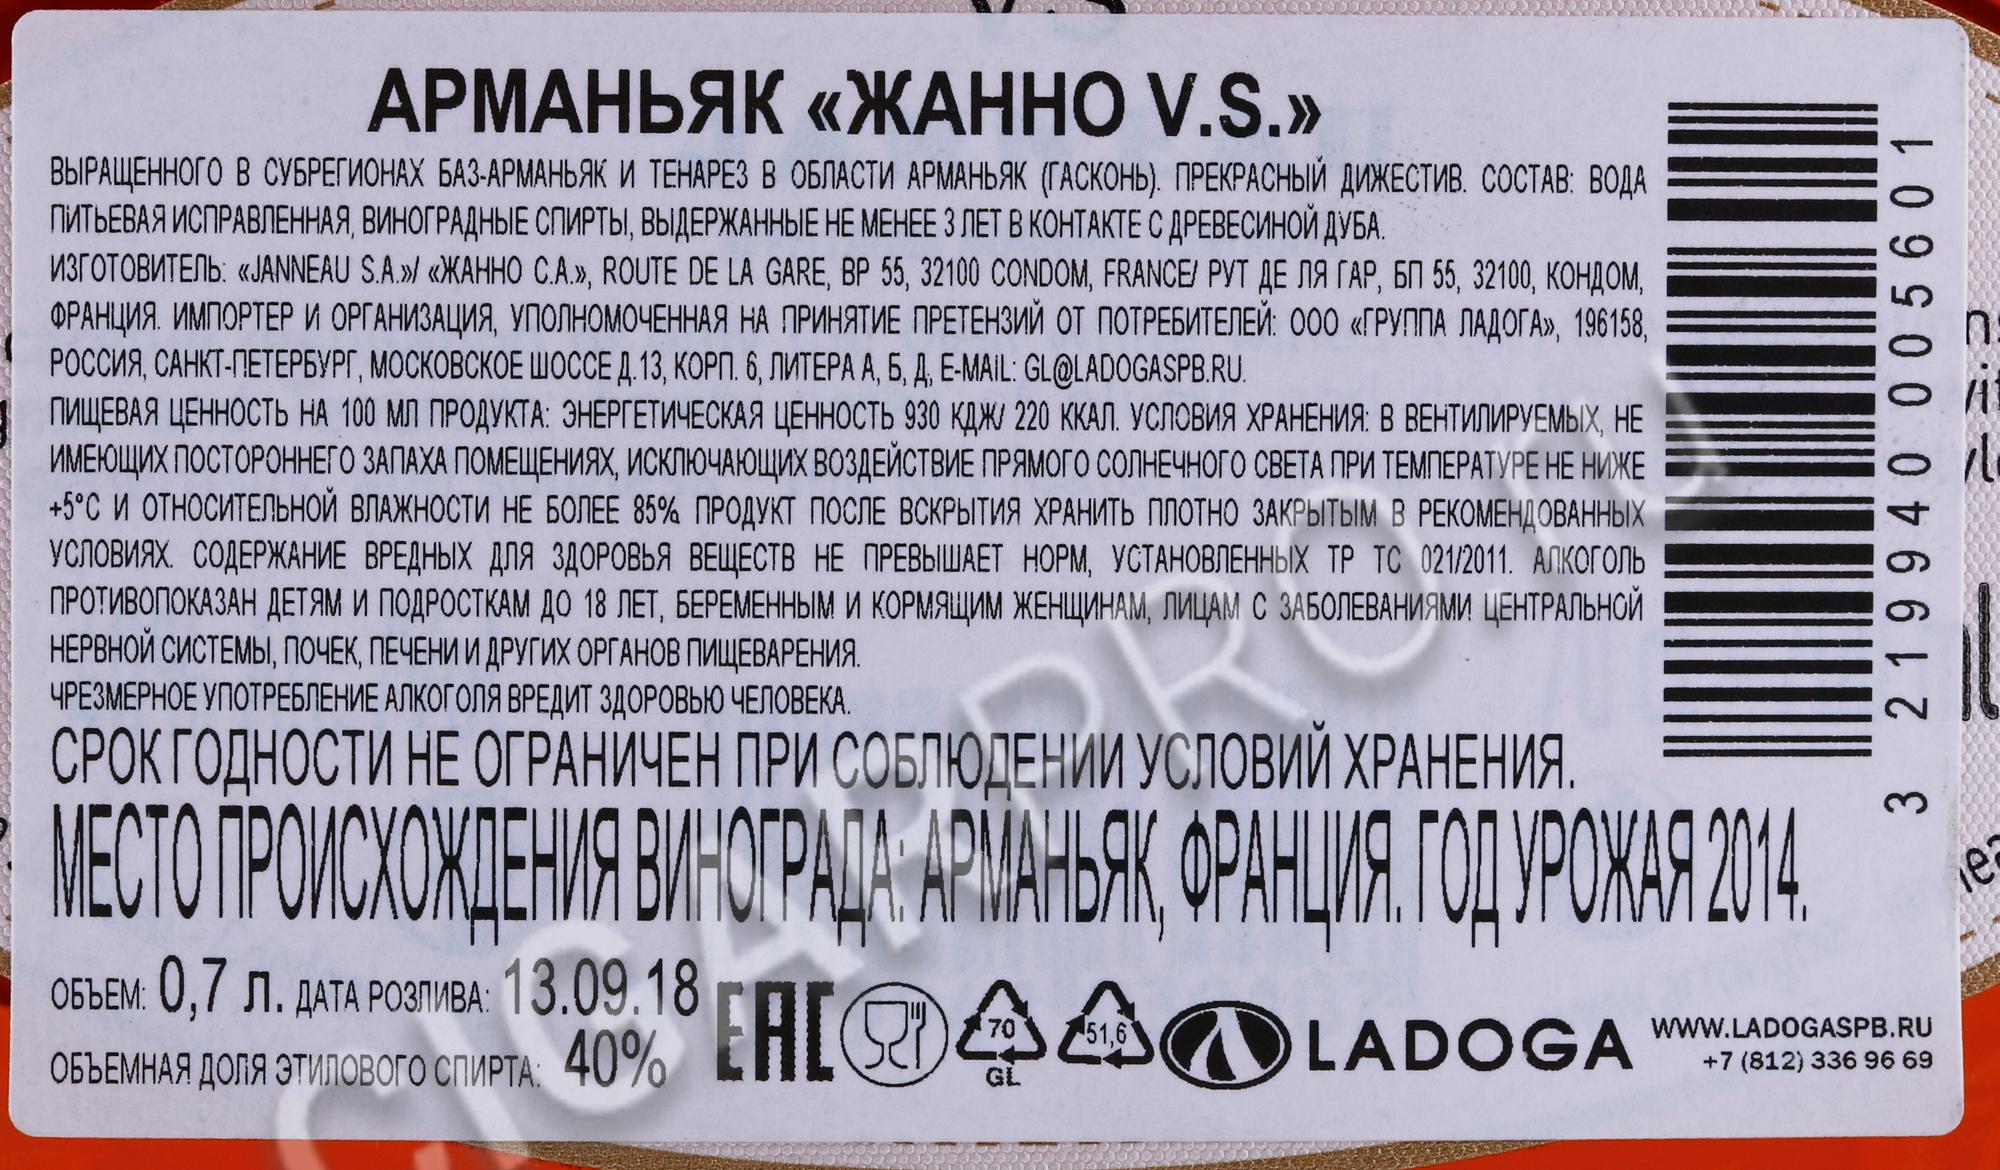 АРМАНЬЯК «ЖАННО V.S.»
ВЫРАЩЕННОГО В СУБРЕГИОНАХ БАЗ-АРМАНЬЯК И ТЕНАРЕЗ В ОБЛАСТИ АРМАНЬЯК (ГАСКОНЬ). ПРЕКРАСНЫЙ ДИЖЕСТИВ. СОСТАВ: ВОДА
ПИТЬЕВАЯ ИСПРАВЛЕННАЯ, ВИНОГРАДНЫЕ СПИРТЫ, ВЫДЕРЖАННЫЕ НЕ МЕНЕЕ 3 ЛЕТ В КОНТАКТЕ С ДРЕВЕСИНОЙ ДУБА.
ИЗГОТОВИТЕЛЬ: «JANNEAU S.A.»/ «ЖАННО С.А.», ROUTE DE LA GARE, BP 55, 32100 CONDOM, FRANCE/ РУТ ДЕ ЛЯ ГАР, БП 55, 32100, КОНДОМ,
ФРАНЦИЯ. ИМПОРТЕР И ОРГАНИЗАЦИЯ, УПОЛНОМОЧЕННАЯ НА ПРИНЯТИЕ ПРЕТЕНЗИЙ ОТ ПОТРЕБИТЕЛЕЙ: ООО «ГРУППА ЛАДОГА», 196158,
РОССИЯ, САНКТ-ПЕТЕРБУРГ, МОСКОВСКОЕ ШОССЕ Д.13, КОРП. 6, ЛИТЕРА А, Б, Д, E-MAIL: GL@LADOGASPB.RU.
ПИЩЕВАЯ ЦЕННОСТЬ НА 100 МЛ ПРОДУКТА: ЭНЕРГЕТИЧЕСКАЯ ЦЕННОСТЬ 930 КДЖ/ 220 ККАЛ. УСЛОВИЯ ХРАНЕНИЯ: В ВЕНТИЛИРУЕМЫХ, НЕ
ИМЕЮЩИХ ПОСТОРОННЕГО ЗАПАХА ПОМЕЩЕНИЯХ, ИСКЛЮЧАЮЩИХ ВОЗДЕЙСТВИЕ ПРЯМОГО СОЛНЕЧНОГО СВЕТА ПРИ ТЕМПЕРАТУРЕ НЕ НИЖЕ
+5°С И ОТНОСИТЕЛЬНОЙ ВЛАЖНОСТИ НЕ БОЛЕЕ 85% ПРОДУКТ ПОСЛЕ ВСКРЫТИЯ ХРАНИТЬ ПЛОТНО ЗАКРЫТЫМ В РЕКОМЕНДОВАННЫХ
УСЛОВИЯХ. СОДЕРЖАНИЕ ВРЕДНЫХ ДЛЯ ЗДОРОВЬЯ ВЕЩЕСТВ НЕ ПРЕВЫШАЕТ НОРМ, УСТАНОВЛЕННЫХ ТР ТС 021/2011. АЛКОГОЛЬ
ПРОТИВОПОКАЗАН ДЕТЯМ И ПОДРОСТКАМ ДО 18 ЛЕТ, БЕРЕМЕННЫМ И КОРМЯЩИМ ЖЕНЩИНАМ, ЛИЦАМ С ЗАБОЛЕВАНИЯМИ ЦЕНТРАЛЬНОЙ
НЕРВНОЙ СИСТЕМЫ, ПОЧЕК, ПЕЧЕНИ И ДРУГИХ ОРГАНОВ ПИЩЕВАРЕНИЯ.
ЧРЕЗМЕРНОЕ УПОТРЕБЛЕНИЕ АЛКОГОЛЯ ВРЕДИТ ЗДОРОВЬЮ ЧЕЛОВЕКА.
СРОК ГОДНОСТИ НЕ ОГРАНИЧЕН ПРИ СОБЛЮДЕНИИ УСЛОВИЙ ХРАНЕНИЯ.
МЕСТО ПРОИСХОЖДЕНИЯ ВИНОГРАДА: АРМАНЬЯК, ФРАНЦИЯ. ГОД УРОЖАЯ 2014.
ОБЪЕМ: 0,7 Л. ДАТА РОЗЛИВА: 13.09.18
ОБЪЕМНАЯ ДОЛЯ ЭТИЛОВОГО СПИРТА: 40%
EAC
70
GL
51,6
LADOGA
WWW.LADOGASPB.RU
+7 (812) 336 96 69
3 219940 005601
CIGARPRO.ru